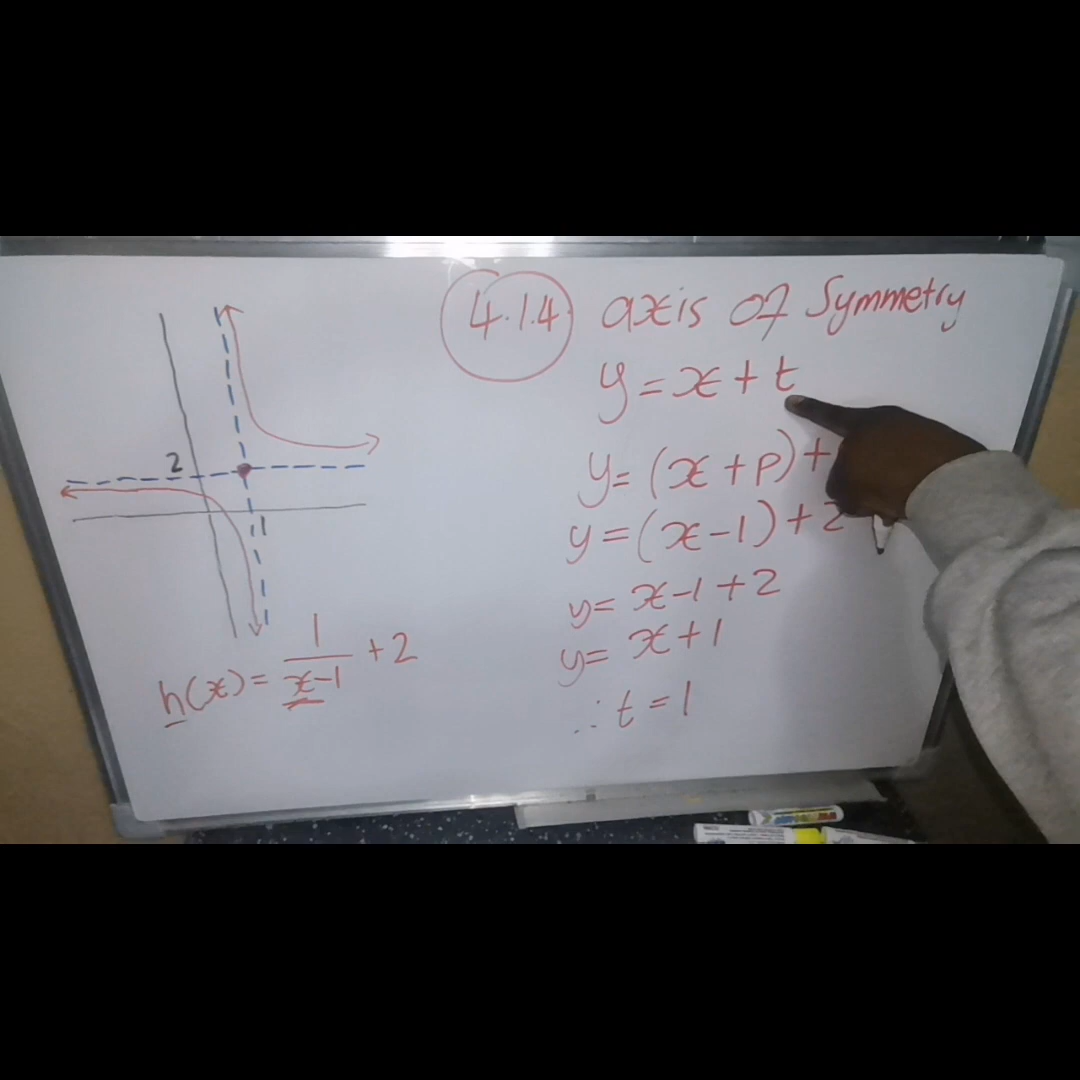 4.1.4. axis of Symmetry
y = x + t
y = (x + p) +
y = (x - 1) + 2
y = x - 1 + 2
y = x + 1
∴ t = 1
2
1
h(x) = 1/(x-1) + 2